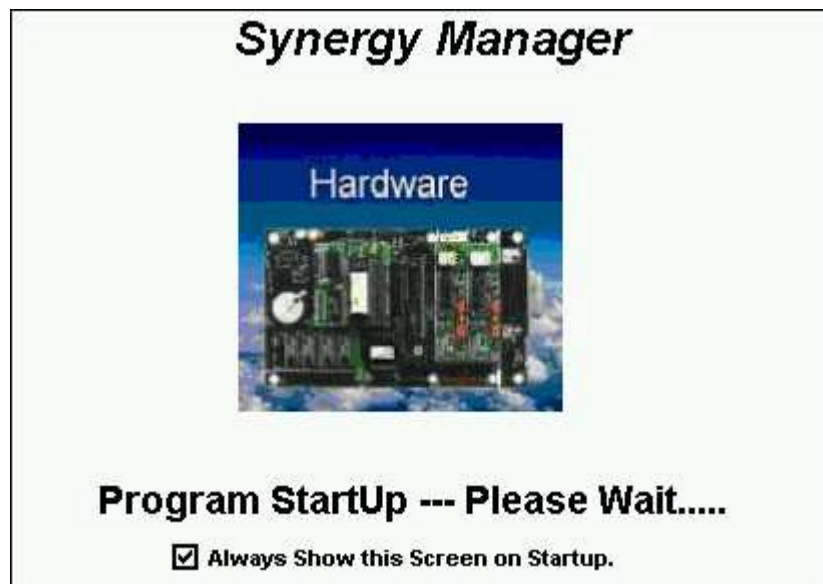 Synergy Manager
Hardware
Program StartUp --- Please Wait.....
Always Show this Screen on Startup.